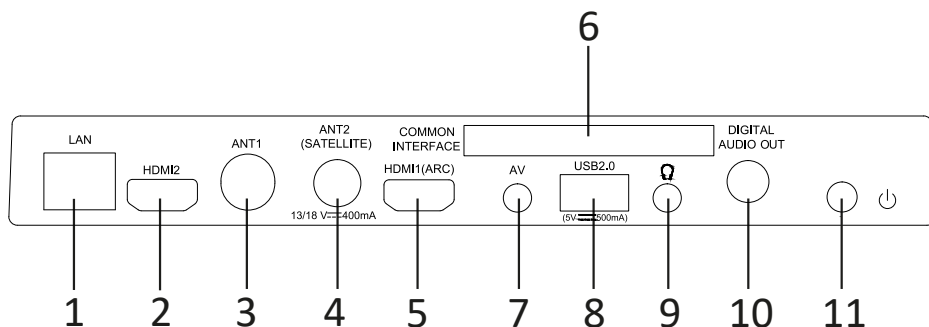 6
LAN
HDMI2
ANT1
ANT2
(SATELLITE)
13/18 V⎓400mA
COMMON
INTERFACE
HDMI1(ARC)
AV
USB2.0
(5V⎓500mA)
DIGITAL
AUDIO OUT
1 2 3 4 5 7 8 9 10 11